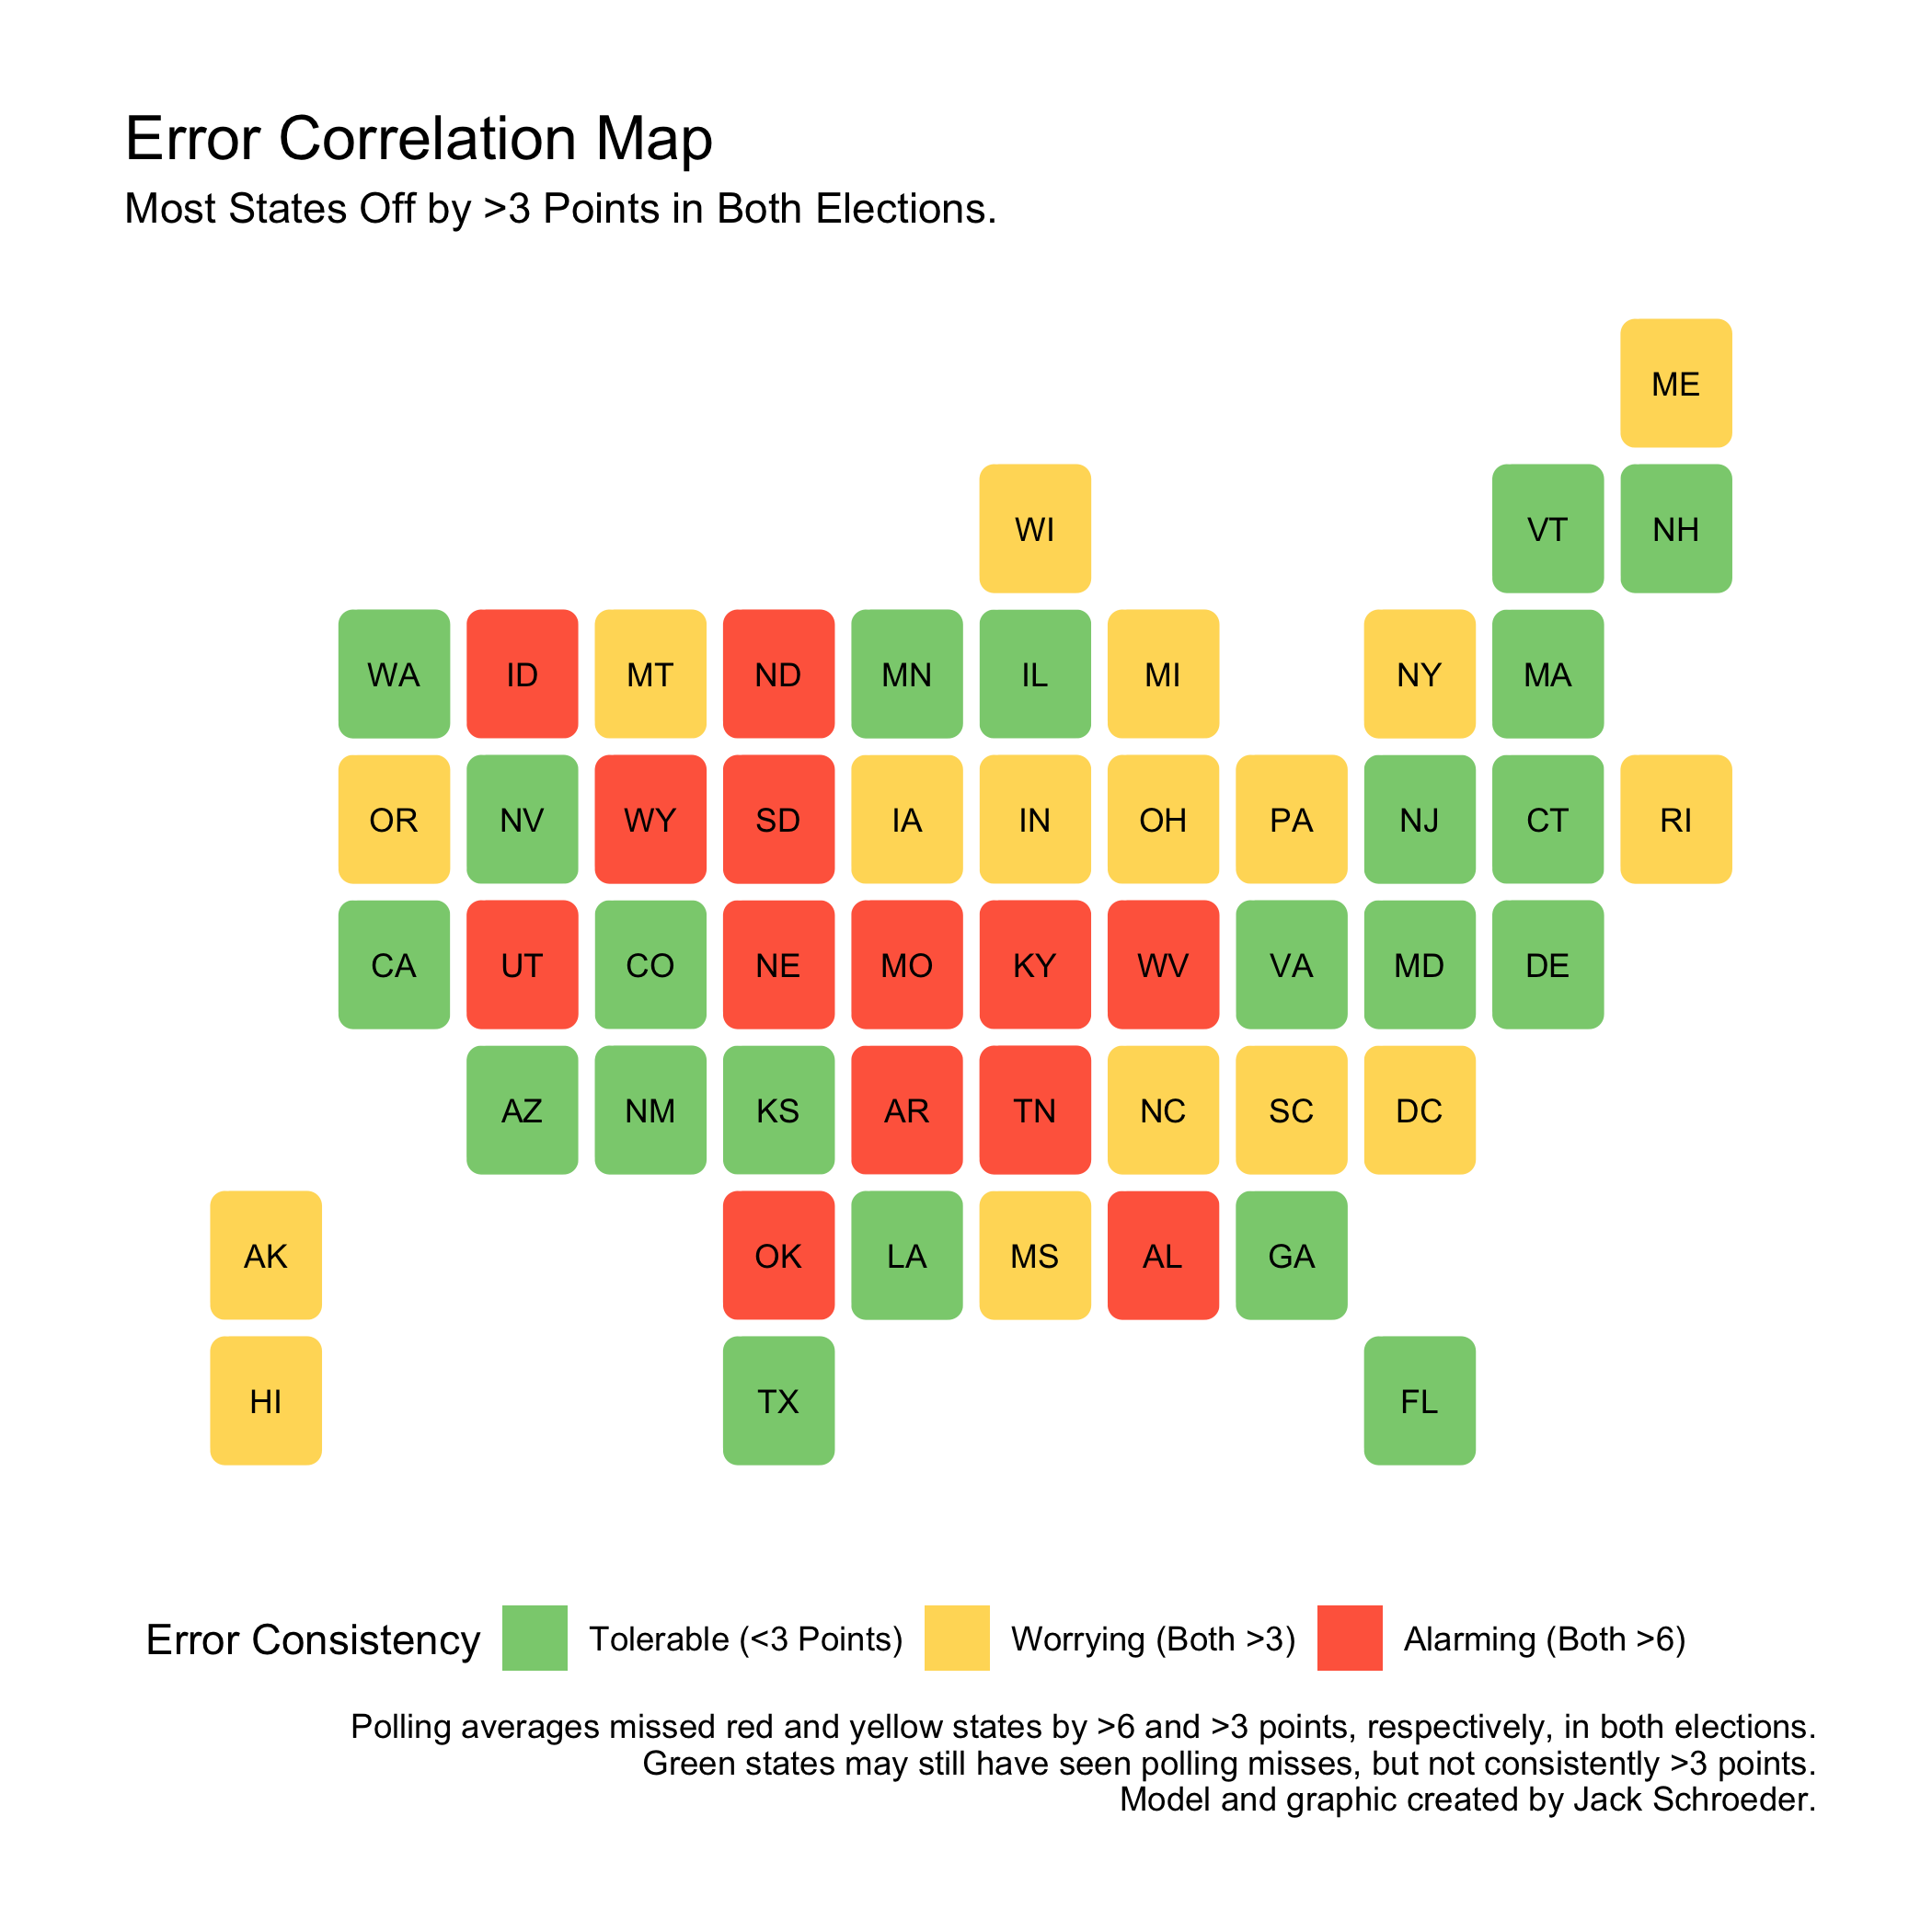 Error Correlation Map
Most States Off by >3 Points in Both Elections.
ME
WI VT NH
WA ID MT ND MN IL MI NY MA
OR NV WY SD IA IN OH PA NJ CT RI
CA UT CO NE MO KY WV VA MD DE
AZ NM KS AR TN NC SC DC
AK OK LA MS AL GA
HI TX FL
Error Consistency Tolerable (<3 Points) Worrying (Both >3) Alarming (Both >6)
Polling averages missed red and yellow states by >6 and >3 points, respectively, in both elections.
Green states may still have seen polling misses, but not consistently >3 points.
Model and graphic created by Jack Schroeder.